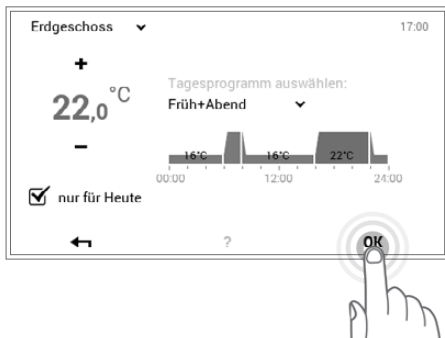 Erdgeschoss
17:00
+
22,0 °C
−
Tagesprogramm auswählen:
Früh+Abend
16°C 16°C 22°C
00:00 12:00 24:00
nur für Heute
?
OK